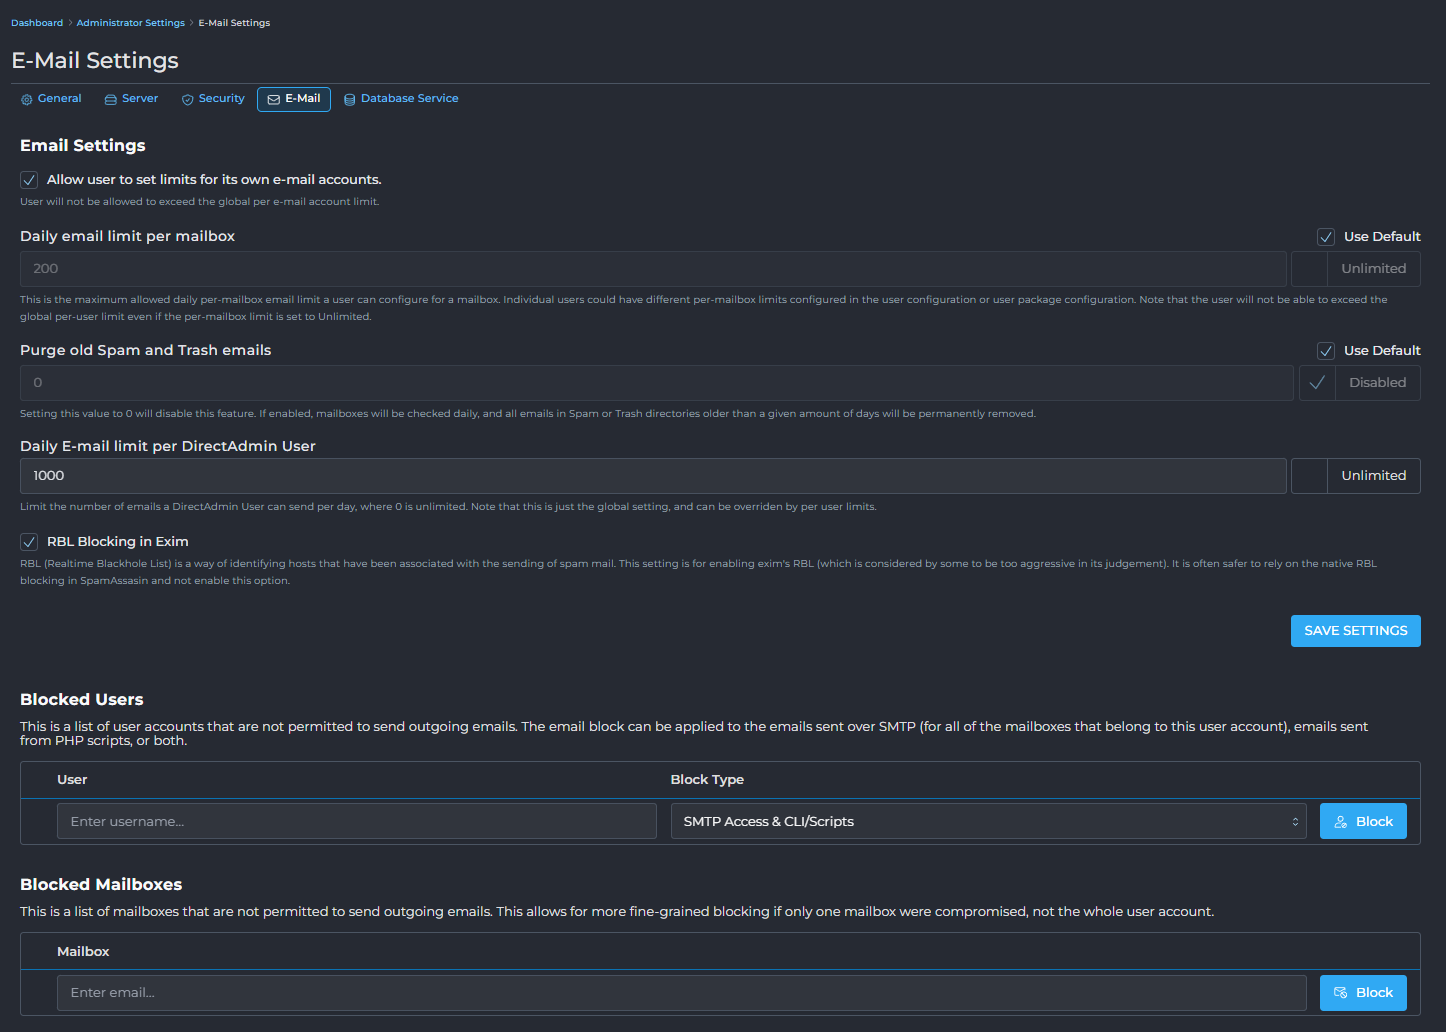 Dashboard > Administrator Settings > E-Mail Settings
E-Mail Settings
General Server Security E-Mail Database Service
Email Settings
Allow user to set limits for its own e-mail accounts.
User will not be allowed to exceed the global per e-mail account limit.
Daily email limit per mailbox Use Default
200 Unlimited
This is the maximum allowed daily per-mailbox email limit a user can configure for a mailbox. Individual users could have different per-mailbox limits configured in the user configuration or user package configuration. Note that the user will not be able to exceed the
global per-user limit even if the per-mailbox limit is set to Unlimited.
Purge old Spam and Trash emails Use Default
0 Disabled
Setting this value to 0 will disable this feature. If enabled, mailboxes will be checked daily, and all emails in Spam or Trash directories older than a given amount of days will be permanently removed.
Daily E-mail limit per DirectAdmin User
1000 Unlimited
Limit the number of emails a DirectAdmin User can send per day, where 0 is unlimited. Note that this is just the global setting, and can be overriden by per user limits.
RBL Blocking in Exim
RBL (Realtime Blackhole List) is a way of identifying hosts that have been associated with the sending of spam mail. This setting is for enabling exim's RBL (which is considered by some to be too aggressive in its judgement). It is often safer to rely on the native RBL
blocking in SpamAssasin and not enable this option.
SAVE SETTINGS
Blocked Users
This is a list of user accounts that are not permitted to send outgoing emails. The email block can be applied to the emails sent over SMTP (for all of the mailboxes that belong to this user account), emails sent
from PHP scripts, or both.
User Block Type
Enter username... SMTP Access & CLI/Scripts Block
Blocked Mailboxes
This is a list of mailboxes that are not permitted to send outgoing emails. This allows for more fine-grained blocking if only one mailbox were compromised, not the whole user account.
Mailbox
Enter email... Block